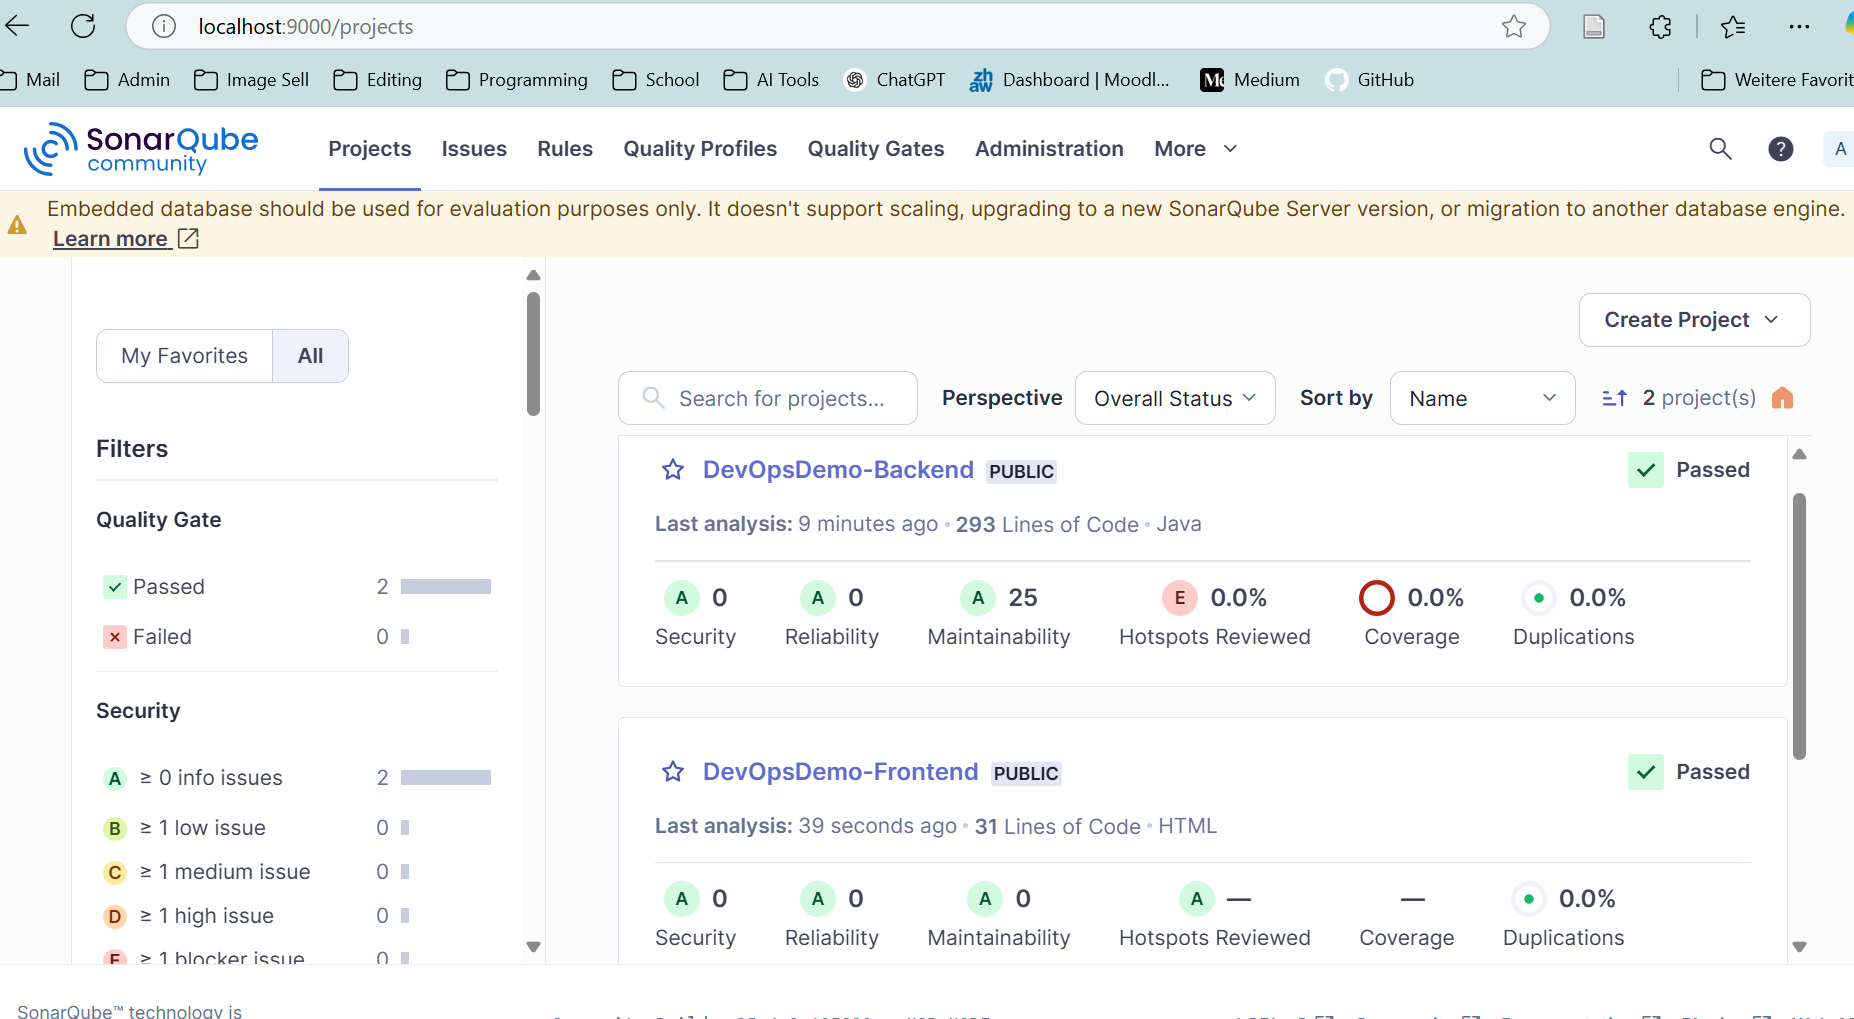 localhost:9000/projects
Mail Admin Image Sell Editing Programming School AI Tools ChatGPT zh aw Dashboard | Moodl... Medium GitHub Weitere Favorit
SonarQube community Projects Issues Rules Quality Profiles Quality Gates Administration More ? A
Embedded database should be used for evaluation purposes only. It doesn't support scaling, upgrading to a new SonarQube Server version, or migration to another database engine.
Learn more
My Favorites All
Filters
Quality Gate
Passed 2
Failed 0
Security
A ≥ 0 info issues 2
B ≥ 1 low issue 0
C ≥ 1 medium issue 0
D ≥ 1 high issue 0
E ≥ 1 blocker issue 0
Create Project
Search for projects... Perspective Overall Status Sort by Name 2 project(s)
DevOpsDemo-Backend PUBLIC Passed
Last analysis: 9 minutes ago • 293 Lines of Code • Java
A 0 A 0 A 25 E 0.0% 0.0% 0.0%
Security Reliability Maintainability Hotspots Reviewed Coverage Duplications
DevOpsDemo-Frontend PUBLIC Passed
Last analysis: 39 seconds ago • 31 Lines of Code • HTML
A 0 A 0 A 0 A — — 0.0%
Security Reliability Maintainability Hotspots Reviewed Coverage Duplications
SonarQube™ technology is